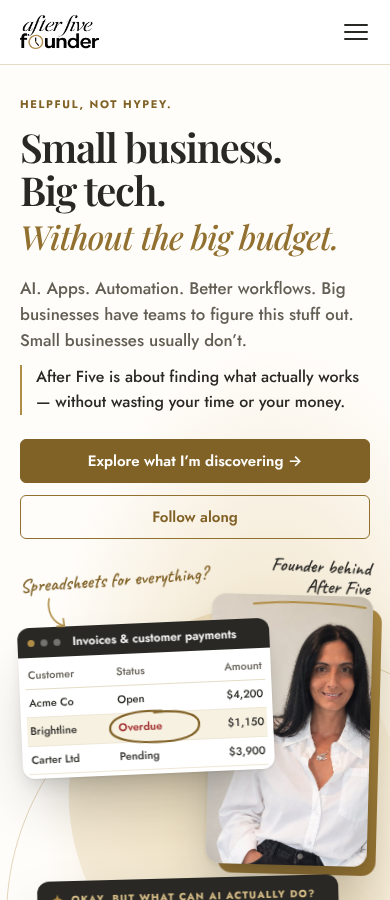 after five
founder
HELPFUL, NOT HYPEY.
Small business.
Big tech.
Without the big budget.
AI. Apps. Automation. Better workflows. Big
businesses have teams to figure this stuff out.
Small businesses usually don’t.
After Five is about finding what actually works
— without wasting your time or your money.
Explore what I’m discovering →
Follow along
Founder behind
After Five
Spreadsheets for everything?
Invoices & customer payments
Customer Status Amount
Acme Co Open $4,200
Brightline Overdue $1,150
Carter Ltd Pending $3,900
OKAY, BUT WHAT CAN AI ACTUALLY DO?